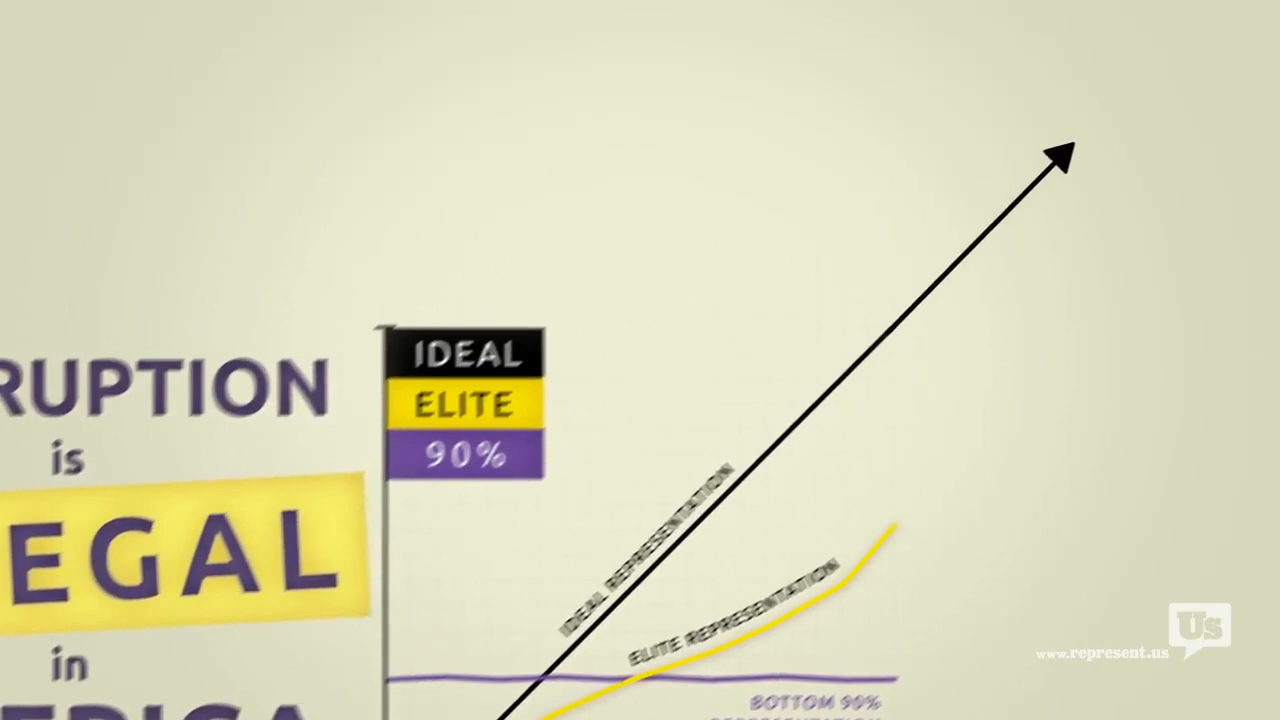 RUPTION
is
EGAL
in
IDEAL
ELITE
90%
IDEAL REPRESENTATION
ELITE REPRESENTATION
BOTTOM 90%
Us
www.represent.us